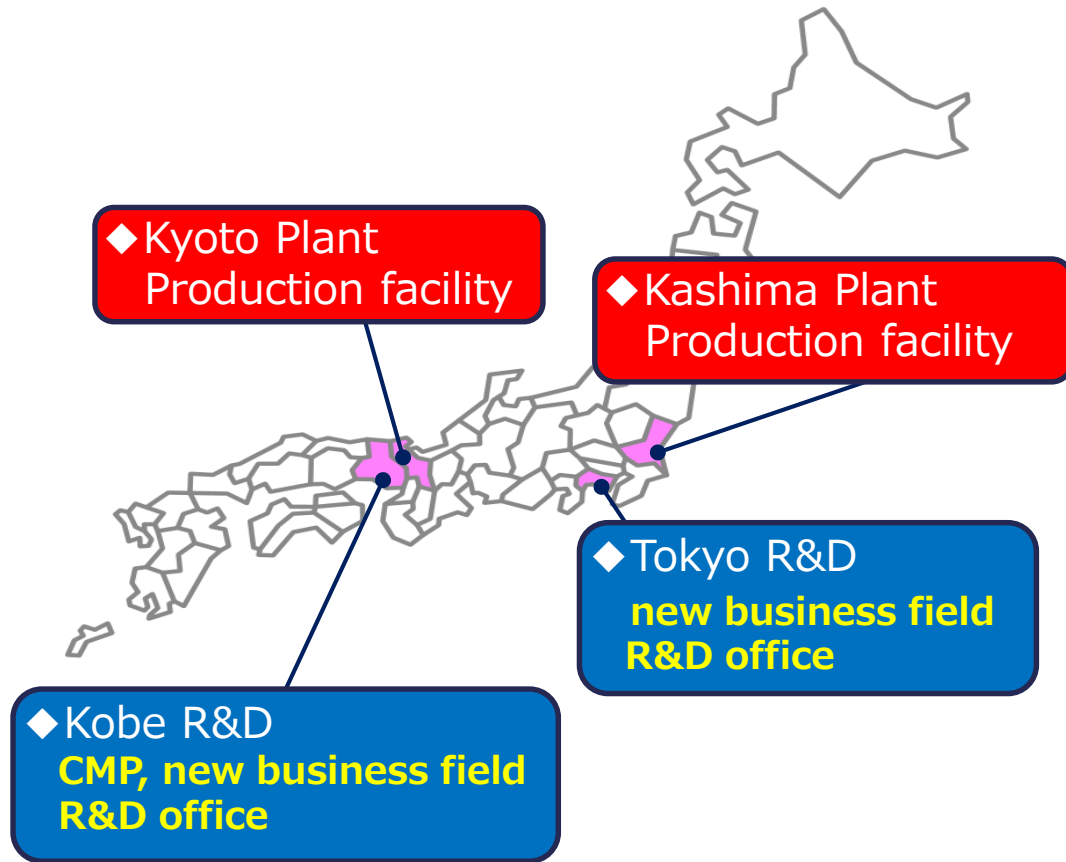 ◆Kyoto Plant
Production facility
◆Kashima Plant
Production facility
◆Tokyo R&D
new business field
R&D office
◆Kobe R&D
CMP, new business field
R&D office